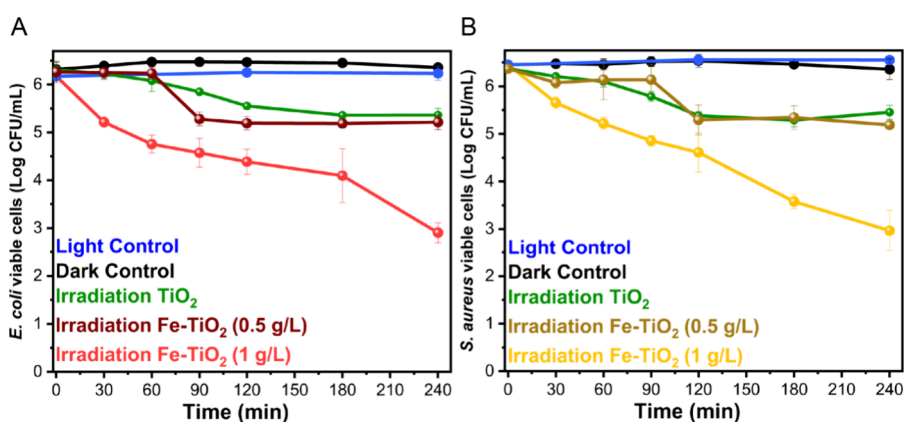 A
E. coli viable cells (Log CFU/mL)
6
5
4
3
2
1
0
Light Control
Dark Control
Irradiation TiO₂
Irradiation Fe-TiO₂ (0.5 g/L)
Irradiation Fe-TiO₂ (1 g/L)
0 30 60 90 120 150 180 210 240
Time (min)
B
S. aureus viable cells (Log CFU/mL)
6
5
4
3
2
1
0
Light Control
Dark Control
Irradiation TiO₂
Irradiation Fe-TiO₂ (0.5 g/L)
Irradiation Fe-TiO₂ (1 g/L)
0 30 60 90 120 150 180 210 240
Time (min)